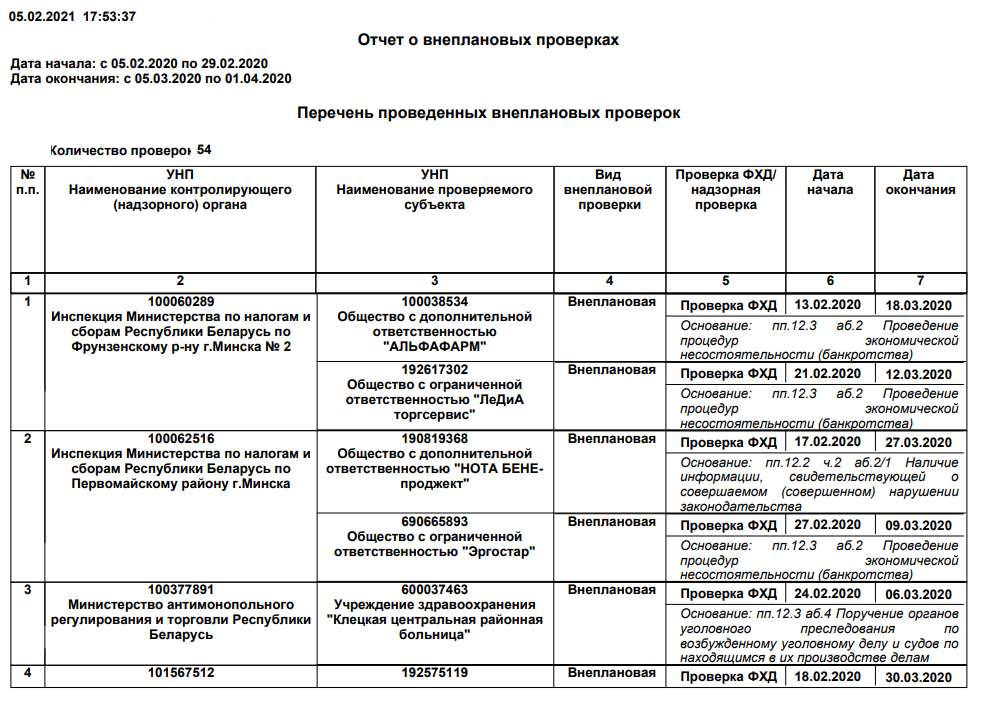 05.02.2021 17:53:37
Отчет о внеплановых проверках
Дата начала: с 05.02.2020 по 29.02.2020
Дата окончания: с 05.03.2020 по 01.04.2020
Перечень проведенных внеплановых проверок
Количество проверок 54
№ п.п.
УНП
Наименование контролирующего
(надзорного) органа
УНП
Наименование проверяемого
субъекта
Вид
внеплановой
проверки
Проверка ФХД/
надзорная
проверка
Дата
начала
Дата
окончания
1 2 3 4 5 6 7
1
100060289
Инспекция Министерства по налогам и
сборам Республики Беларусь по
Фрунзенскому р-ну г.Минска № 2
100038534
Общество с дополнительной
ответственностью
"АЛЬФАФАРМ"
Внеплановая
Проверка ФХД 13.02.2020 18.03.2020
Основание: пп.12.3 аб.2 Проведение
процедур экономической
несостоятельности (банкротства)
192617302
Общество с ограниченной
ответственностью "ЛеДиА
торгсервис"
Внеплановая
Проверка ФХД 21.02.2020 12.03.2020
Основание: пп.12.3 аб.2 Проведение
процедур экономической
несостоятельности (банкротства)
2
100062516
Инспекция Министерства по налогам и
сборам Республики Беларусь по
Первомайскому району г.Минска
190819368
Общество с дополнительной
ответственностью "НОТА БЕНЕ-
проджект"
Внеплановая
Проверка ФХД 17.02.2020 27.03.2020
Основание: пп.12.2 ч.2 аб.2/1 Наличие
информации, свидетельствующей о
совершаемом (совершенном) нарушении
законодательства
690665893
Общество с ограниченной
ответственностью "Эргостар"
Внеплановая
Проверка ФХД 27.02.2020 09.03.2020
Основание: пп.12.3 аб.2 Проведение
процедур экономической
несостоятельности (банкротства)
3
100377891
Министерство антимонопольного
регулирования и торговли Республики
Беларусь
600037463
Учреждение здравоохранения
"Клецкая центральная районная
больница"
Внеплановая
Проверка ФХД 24.02.2020 06.03.2020
Основание: пп.12.3 аб.4 Поручение органов
уголовного преследования по
возбужденному уголовному делу и судов по
находящимся в их производстве делам
4
101567512
192575119
Внеплановая
Проверка ФХД 18.02.2020 30.03.2020